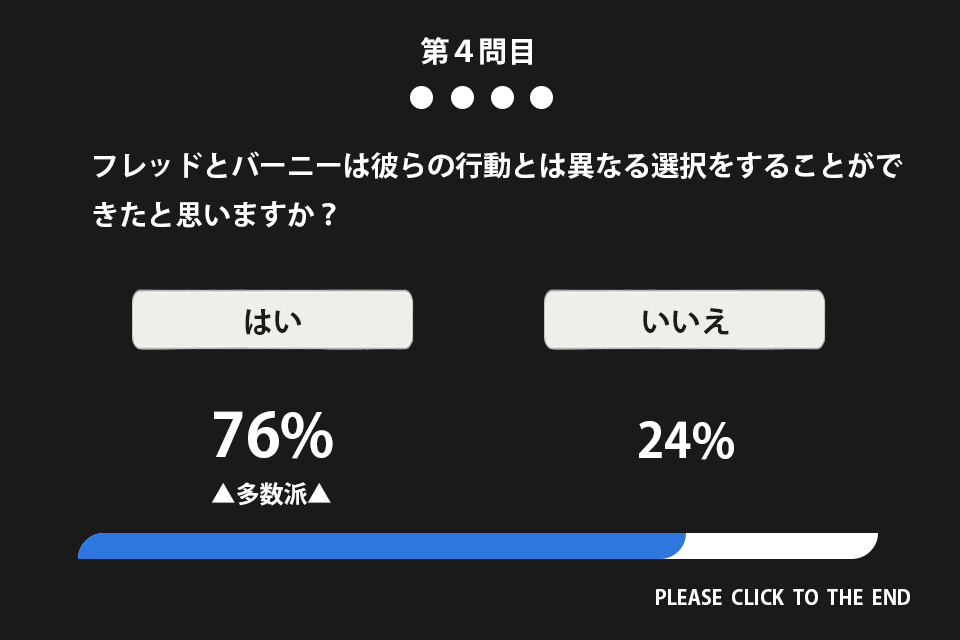 第４問目
フレッドとバーニーは彼らの行動とは異なる選択をすることがで
きたと思いますか？
はい
いいえ
76%
24%
▲多数派▲
PLEASE CLICK TO THE END